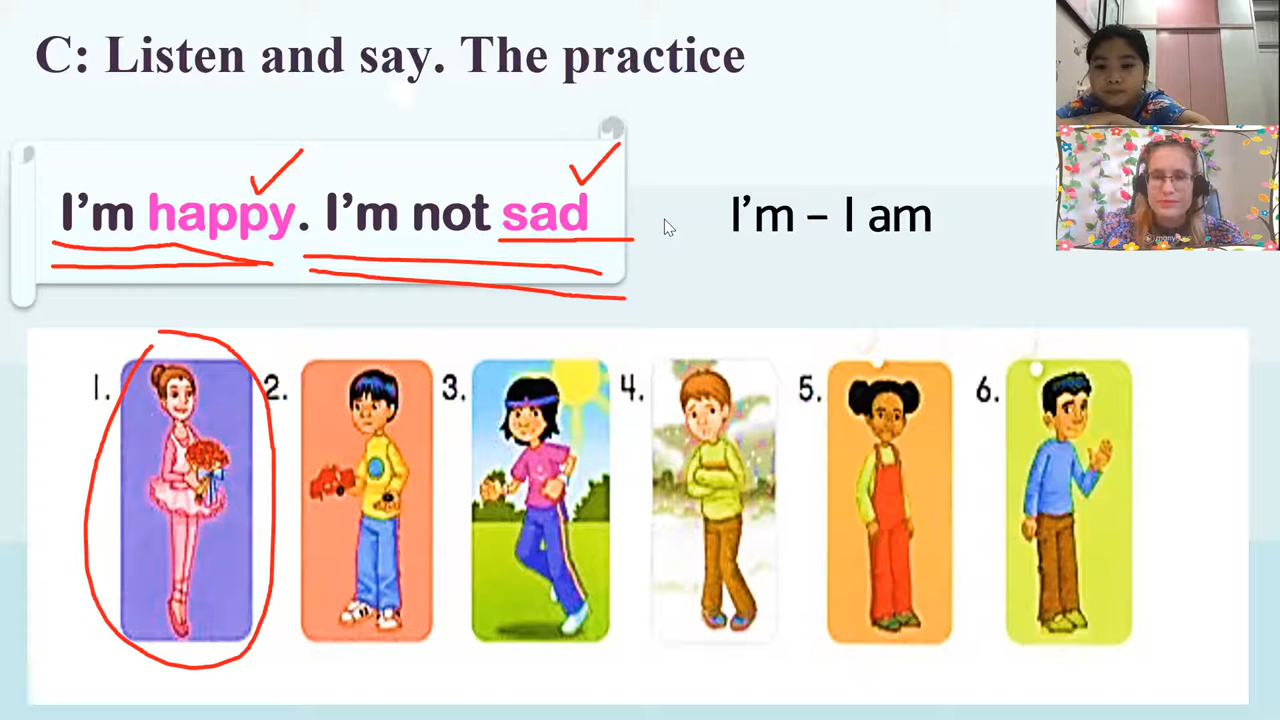 C: Listen and say. The practice
I'm happy. I'm not sad
I'm – I am
1.
2.
3.
4.
5.
6.